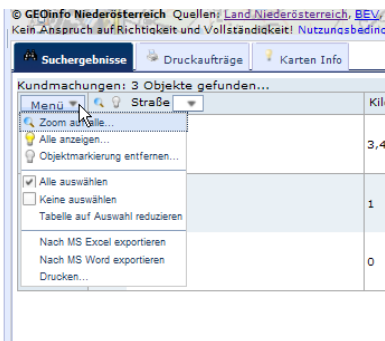 © GEOinfo Niederösterreich Quellen: Land Niederösterreich, BEV,
Kein Anspruch auf Richtigkeit und Vollständigkeit! Nutzungsbedin
Suchergebnisse Druckaufträge Karten Info
Kundmachungen: 3 Objekte gefunden...
Menü Straße Kil
Zoom auf alle...
Alle anzeigen... 3,4
Objektmarkierung entfernen...
Alle auswählen
Keine auswählen 1
Tabelle auf Auswahl reduzieren
Nach MS Excel exportieren
Nach MS Word exportieren 0
Drucken...